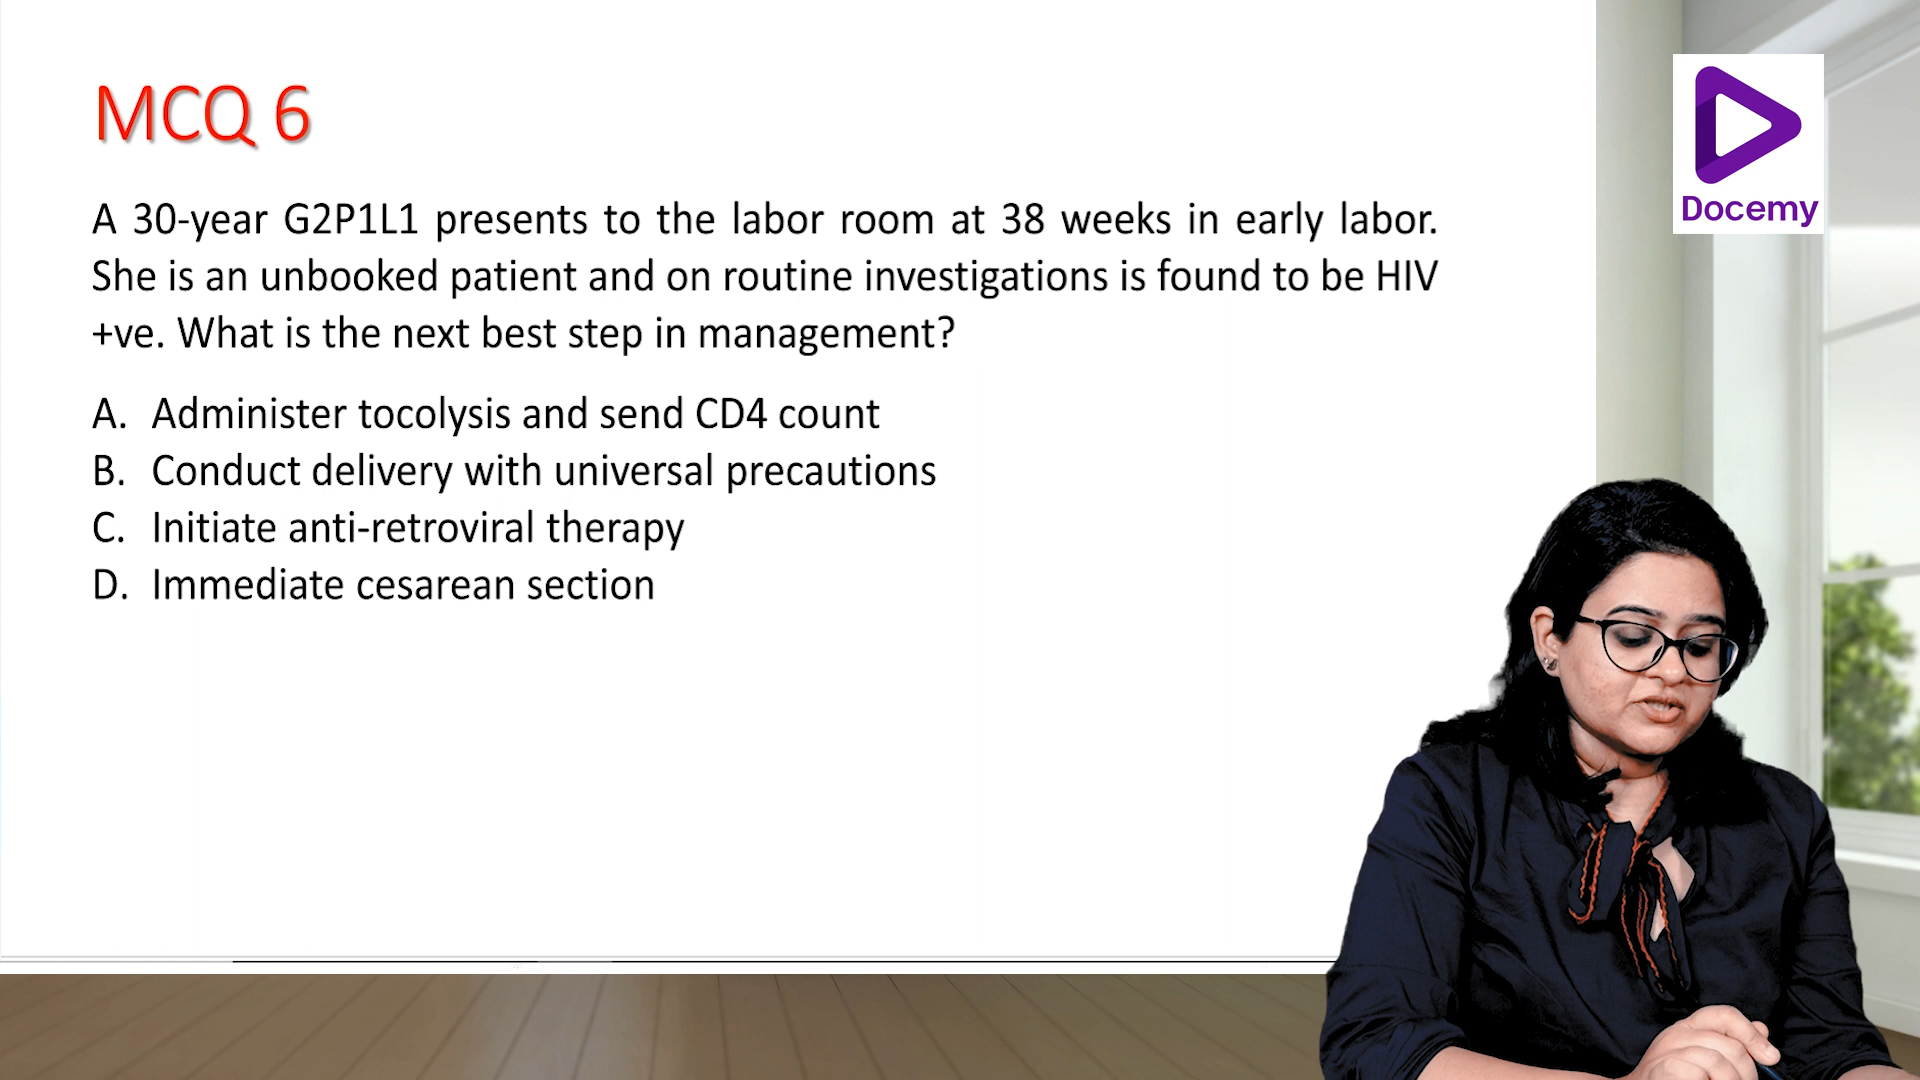 MCQ 6
Docemy
A 30-year G2P1L1 presents to the labor room at 38 weeks in early labor.
She is an unbooked patient and on routine investigations is found to be HIV
+ve. What is the next best step in management?
A. Administer tocolysis and send CD4 count
B. Conduct delivery with universal precautions
C. Initiate anti-retroviral therapy
D. Immediate cesarean section